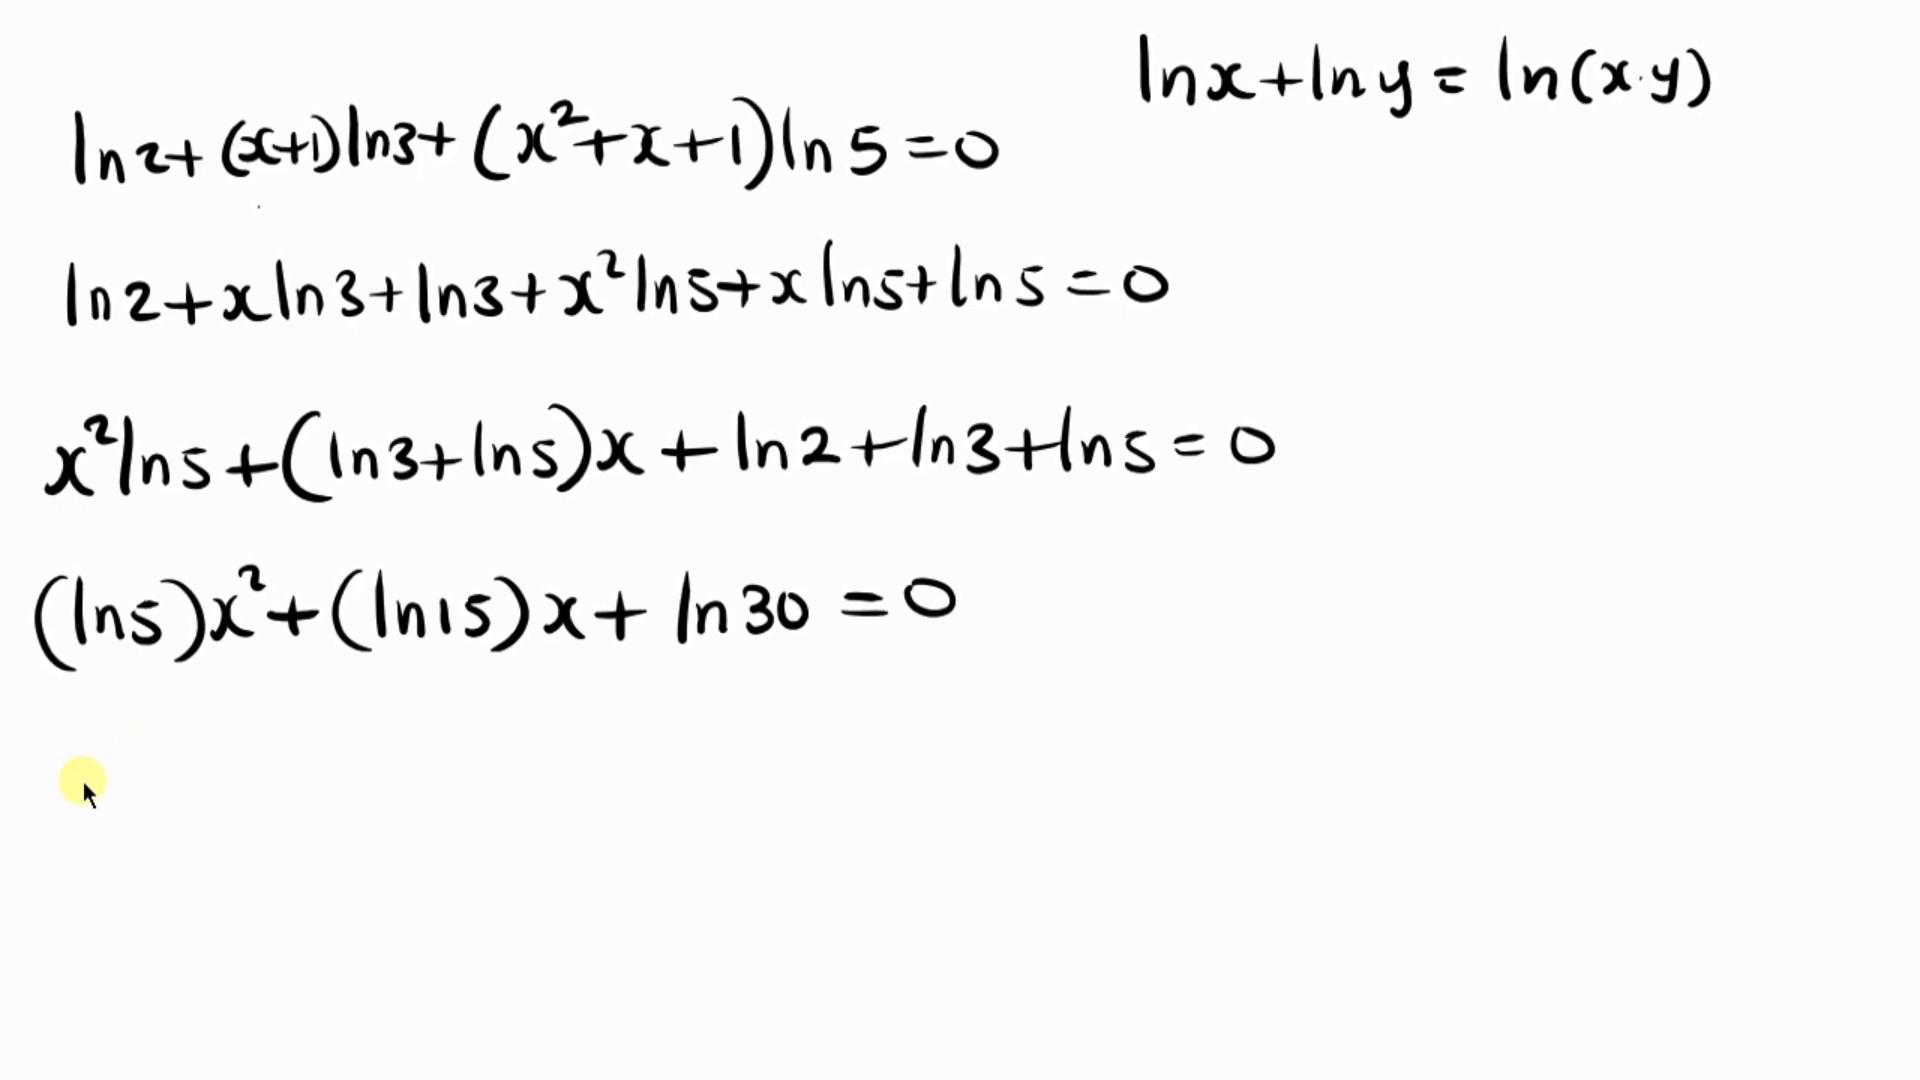 lnx+lny = ln(x·y)
ln2+(x+1)ln3+(x²+x+1)ln5=0
ln2+xln3+ln3+x²ln5+xln5+ln5=0
x²ln5+(ln3+ln5)x+ln2+ln3+ln5=0
(ln5)x²+(ln15)x+ln30=0